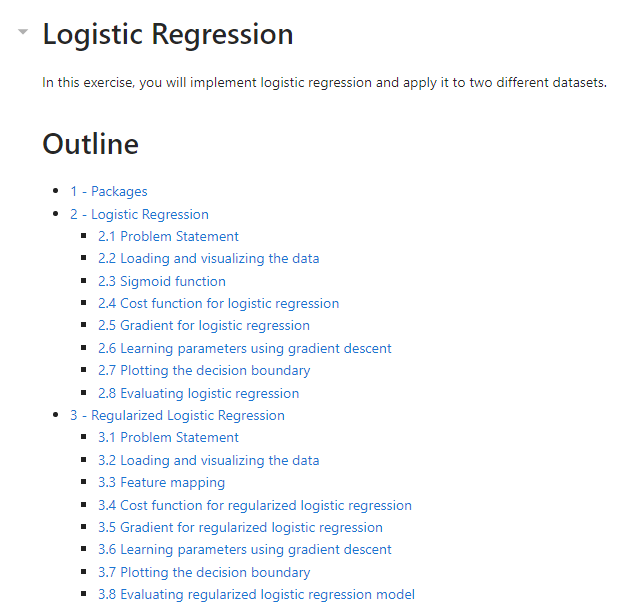 Logistic Regression
In this exercise, you will implement logistic regression and apply it to two different datasets.
Outline
1 - Packages
2 - Logistic Regression
2.1 Problem Statement
2.2 Loading and visualizing the data
2.3 Sigmoid function
2.4 Cost function for logistic regression
2.5 Gradient for logistic regression
2.6 Learning parameters using gradient descent
2.7 Plotting the decision boundary
2.8 Evaluating logistic regression
3 - Regularized Logistic Regression
3.1 Problem Statement
3.2 Loading and visualizing the data
3.3 Feature mapping
3.4 Cost function for regularized logistic regression
3.5 Gradient for regularized logistic regression
3.6 Learning parameters using gradient descent
3.7 Plotting the decision boundary
3.8 Evaluating regularized logistic regression model